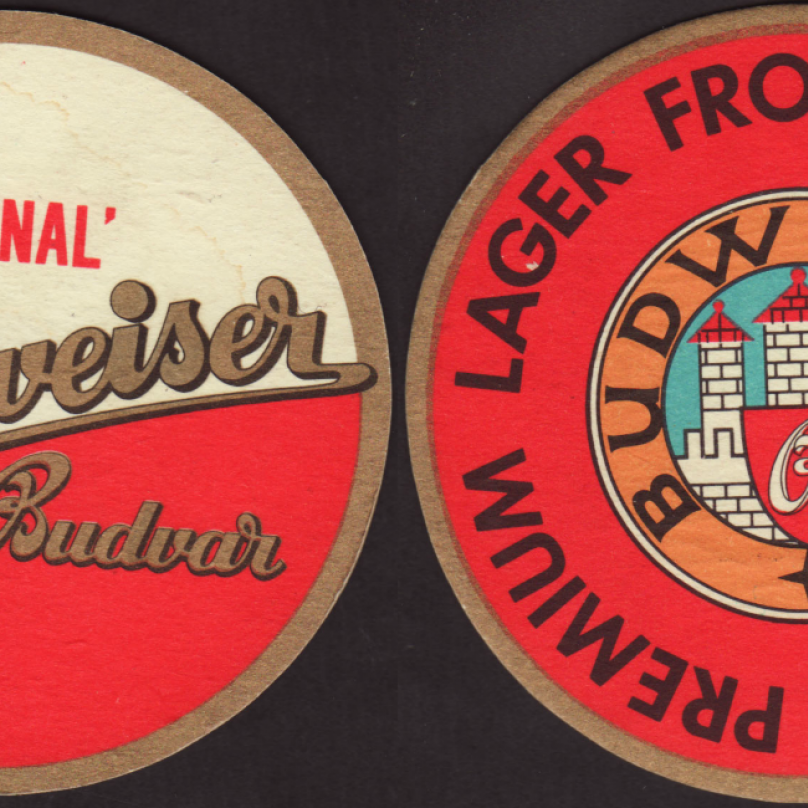 NAL'
weiser
Budvar
PREMIUM LAGER FRO
BUDW